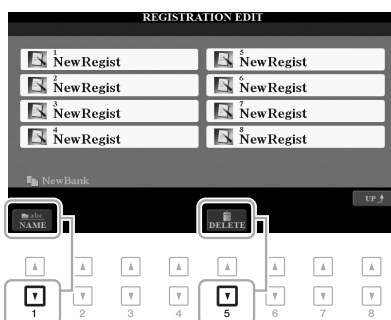 REGISTRATION EDIT
1
NewRegist
5
NewRegist
2
NewRegist
6
NewRegist
3
NewRegist
7
NewRegist
4
NewRegist
8
NewRegist
NewBank
UP
abc
NAME
DELETE
1 2 3 4 5 6 7 8